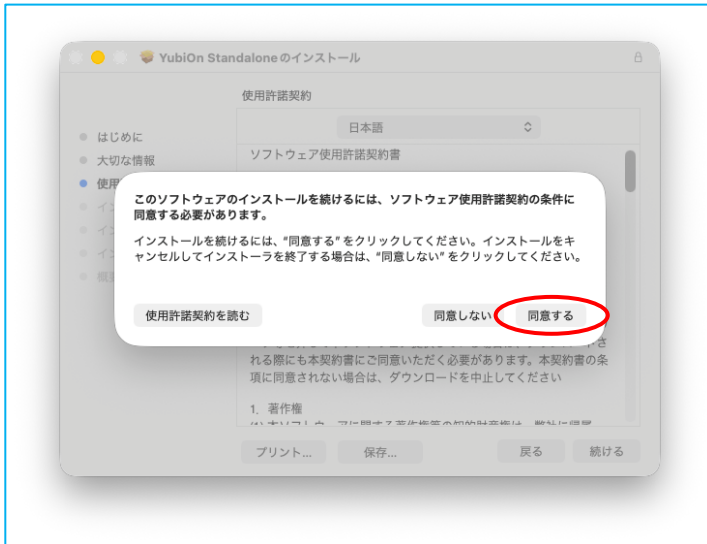 YubiOn Standalone のインストール
使用許諾契約
日本語
はじめに
大切な情報
ソフトウェア使用許諾契約書
使用
このソフトウェアのインストールを続けるには、ソフトウェア使用許諾契約の条件に
同意する必要があります。
インストールを続けるには、"同意する" をクリックしてください。インストールをキ
ャンセルしてインストーラを終了する場合は、"同意しない" をクリックしてください。
使用許諾契約を読む
同意しない
同意する
れる際にも本契約書にご同意いただく必要があります。本契約書の条
項に同意されない場合は、ダウンロードを中止してください
1. 著作権
プリント...
保存...
戻る
続ける